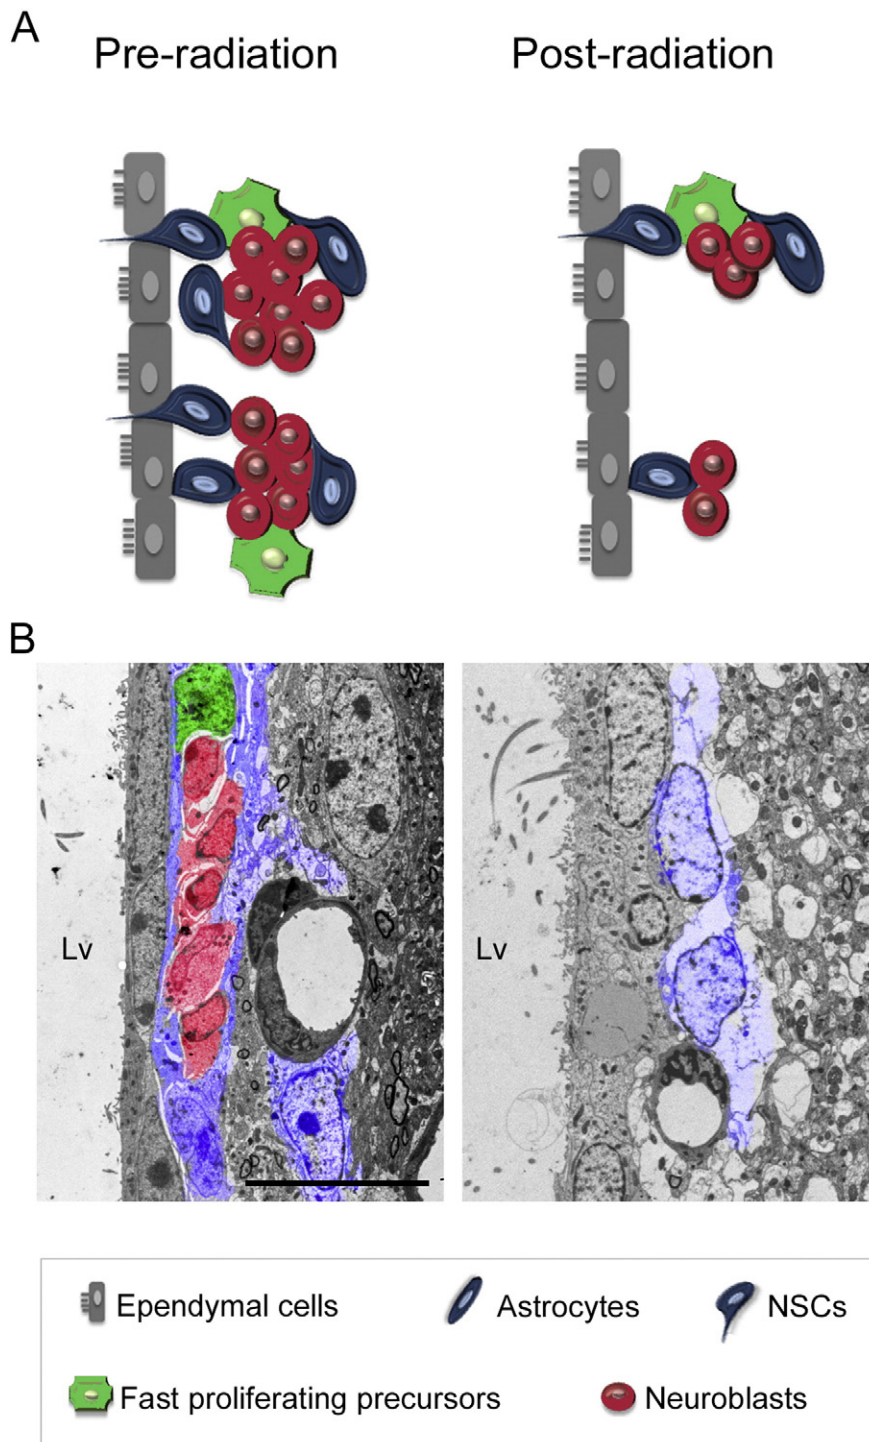 A
Pre-radiation
Post-radiation
B
Lv
Lv
Ependymal cells
Astrocytes
NSCs
Fast proliferating precursors
Neuroblasts